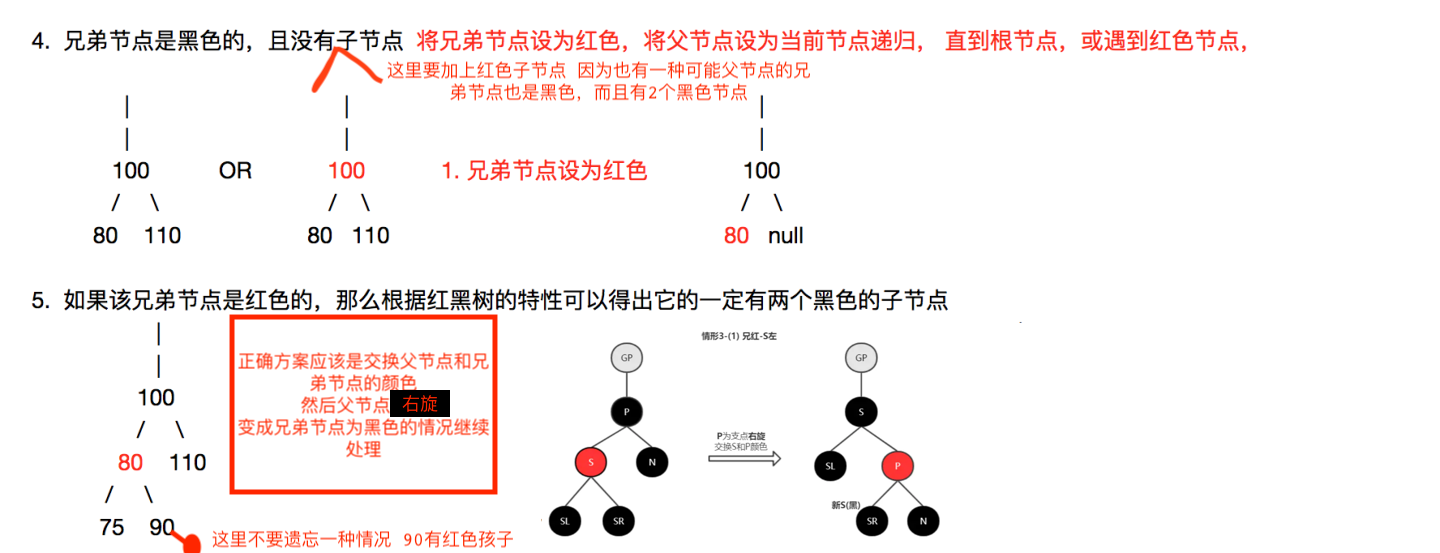 4. 兄弟节点是黑色的，且没有子节点 将兄弟节点设为红色，将父节点设为当前节点递归， 直到根节点，或遇到红色节点，
这里要加上红色子节点 因为也有一种可能父节点的兄
弟节点也是黑色，而且有2个黑色节点
100 OR 100 1. 兄弟节点设为红色 100
80 110 80 110 80 null
5. 如果该兄弟节点是红色的，那么根据红黑树的特性可以得出它的一定有两个黑色的子节点
100
80 110
75 90
正确方案应该是交换父节点和兄
弟节点的颜色
然后父节点 右旋
变成兄弟节点为黑色的情况继续
处理
这里不要遗忘一种情况 90有红色孩子
情形3-(1) 兄红-S左
GP
P
S N
SL SR
P为支点右旋
交换S和P颜色
GP
S
SL P
新S(黑)
SR N